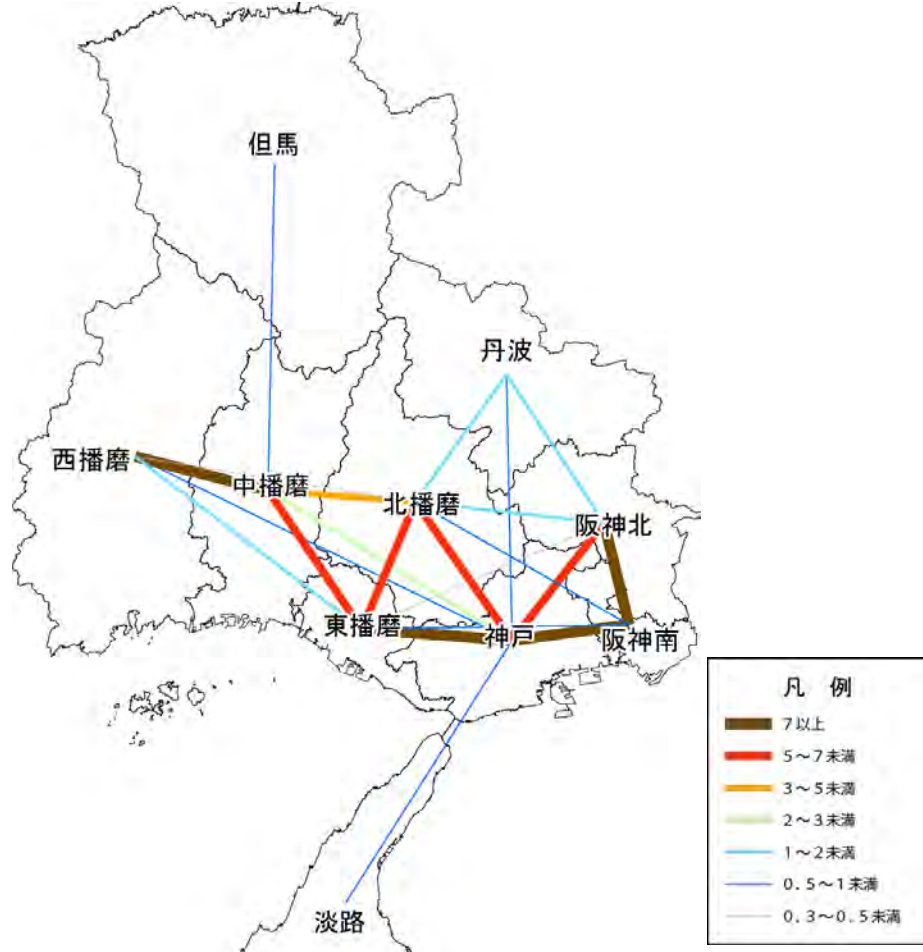 但馬
丹波
西播磨
中播磨
北播磨
阪神北
東播磨
神戸
阪神南
淡路
凡 例
7以上
5～7未満
3～5未満
2～3未満
1～2未満
0.5～1未満
0.3～0.5未満